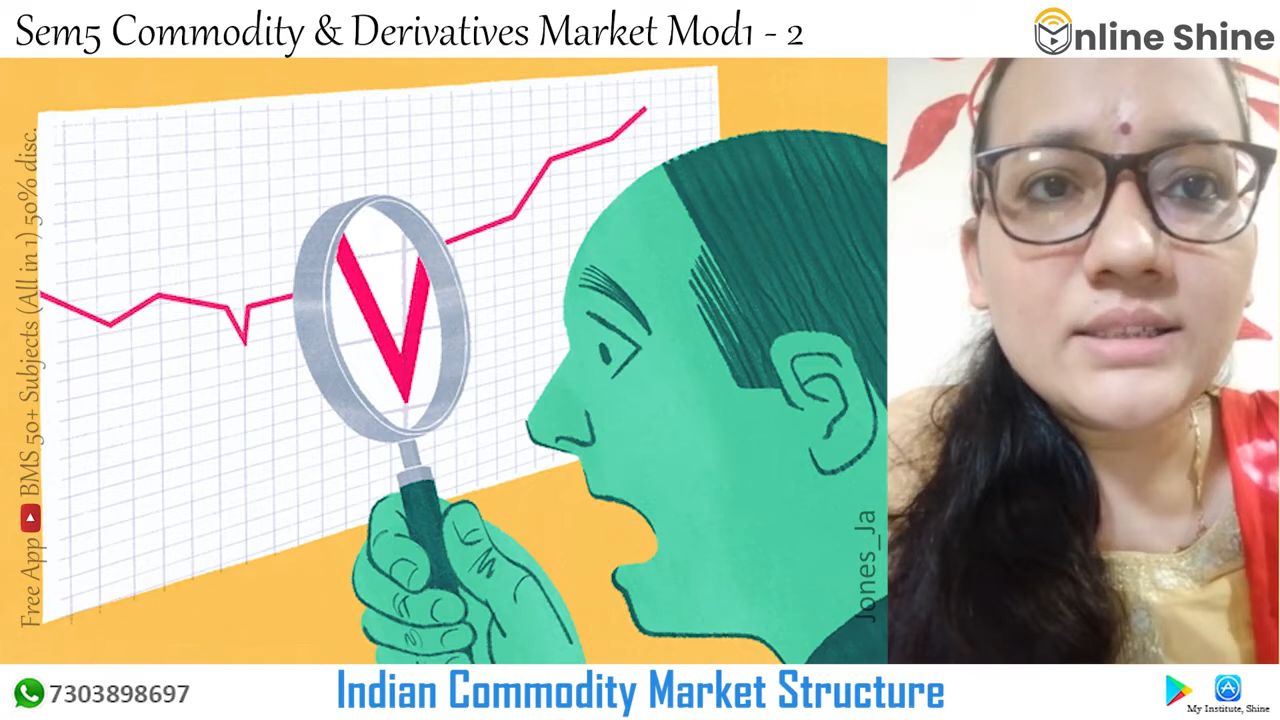 Sem5 Commodity & Derivatives Market Mod1 - 2
Online Shine
Free App BMS 50+ Subjects (All in 1) 50% disc.
Jones_Ja
7303898697
Indian Commodity Market Structure
My Institute, Shine